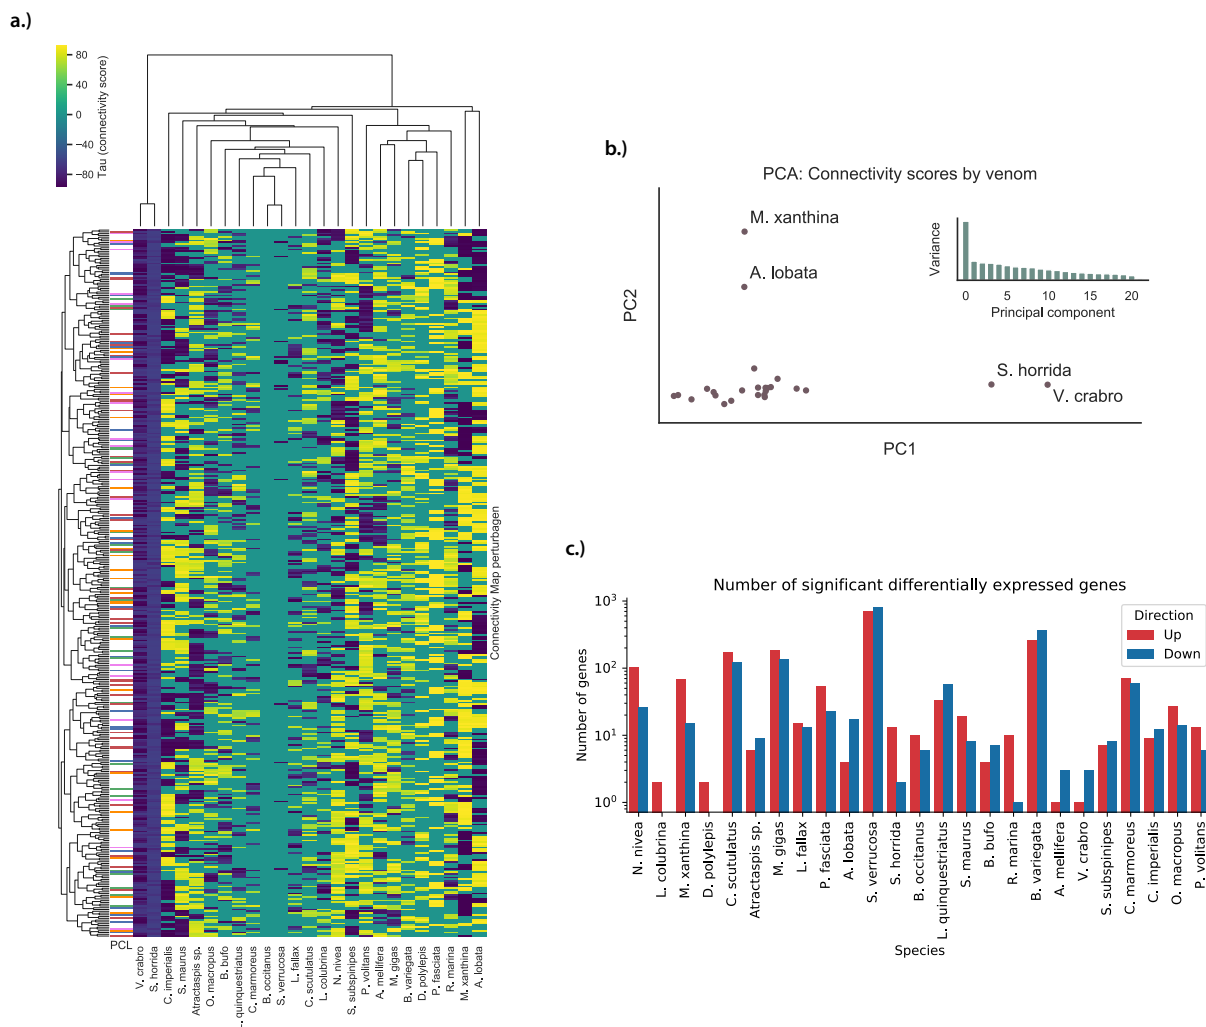 a.)
80
40
0
−40
−80
Tau (connectivity score)
Connectivity Map perturbagen
PCL
V. crabro
S. horrida
C. imperialis
S. maurus
Atractaspis sp.
O. macropus
B. bufo
L. quinquestriatus
C. marmoreus
B. occitanus
S. verrucosa
L. fallax
C. scutulatus
L. colubrina
N. nivea
S. subspinipes
P. volitans
A. mellifera
M. gigas
B. variegata
D. polylepis
P. fasciata
R. marina
M. xanthina
A. lobata
b.)
PCA: Connectivity scores by venom
M. xanthina
A. lobata
S. horrida
V. crabro
PC2
PC1
Variance
0 5 10 15 20
Principal component
c.)
Number of significant differentially expressed genes
10³
10²
10¹
10⁰
Number of genes
Direction
Up
Down
N. nivea
L. colubrina
M. xanthina
D. polylepis
C. scutulatus
Atractaspis sp.
M. gigas
L. fallax
P. fasciata
A. lobata
S. verrucosa
S. horrida
B. occitanus
L. quinquestriatus
S. maurus
B. bufo
R. marina
B. variegata
A. mellifera
V. crabro
S. subspinipes
C. marmoreus
C. imperialis
O. macropus
P. volitans
Species